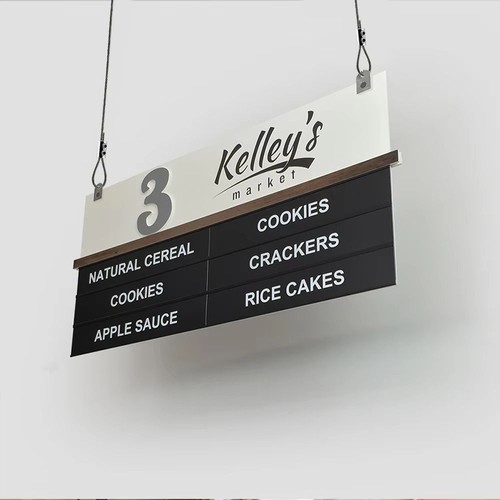 3
Kelley's
market
NATURAL CEREAL
COOKIES
APPLE SAUCE
COOKIES
CRACKERS
RICE CAKES